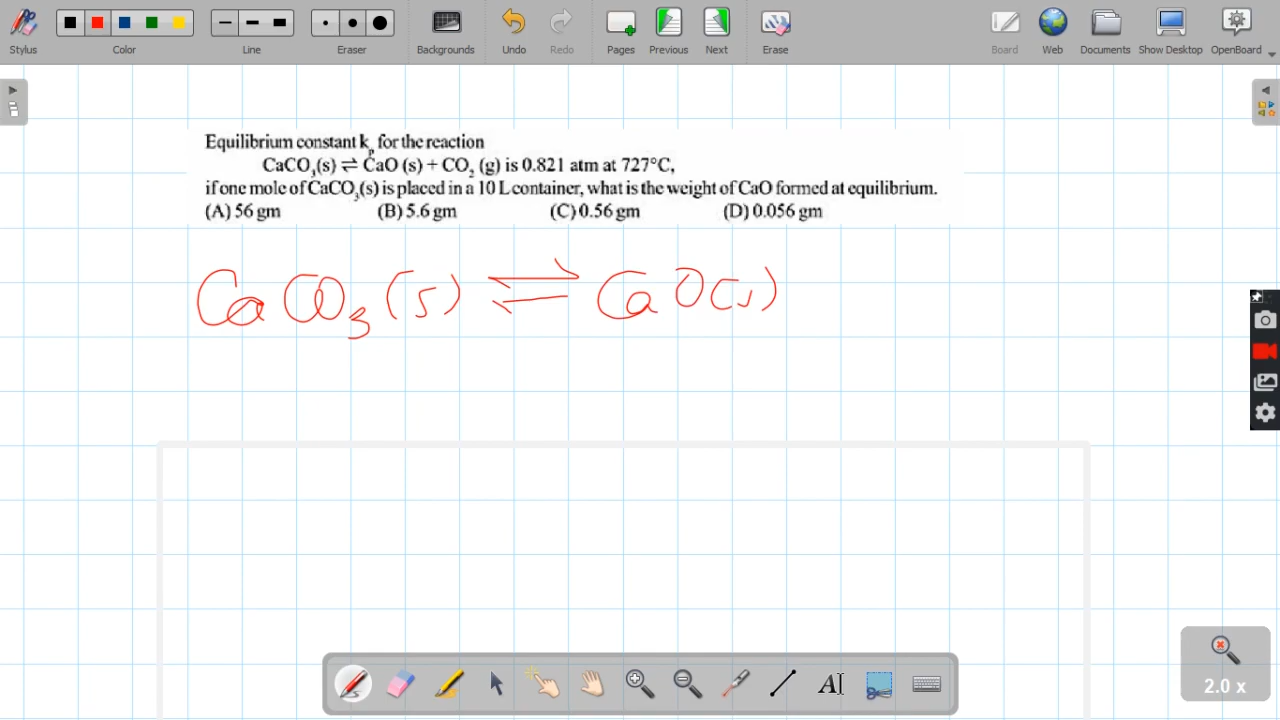 Stylus Color Line Eraser Backgrounds Undo Redo Pages Previous Next Erase Board Web Documents Show Desktop OpenBoard
Equilibrium constant kp for the reaction
CaCO3(s) ⇌ CaO (s) + CO2 (g) is 0.821 atm at 727°C,
if one mole of CaCO3(s) is placed in a 10 L container, what is the weight of CaO formed at equilibrium.
(A) 56 gm (B) 5.6 gm (C) 0.56 gm (D) 0.056 gm
CaCO3 (s) ⇌ CaO(s)
AI
2.0 x